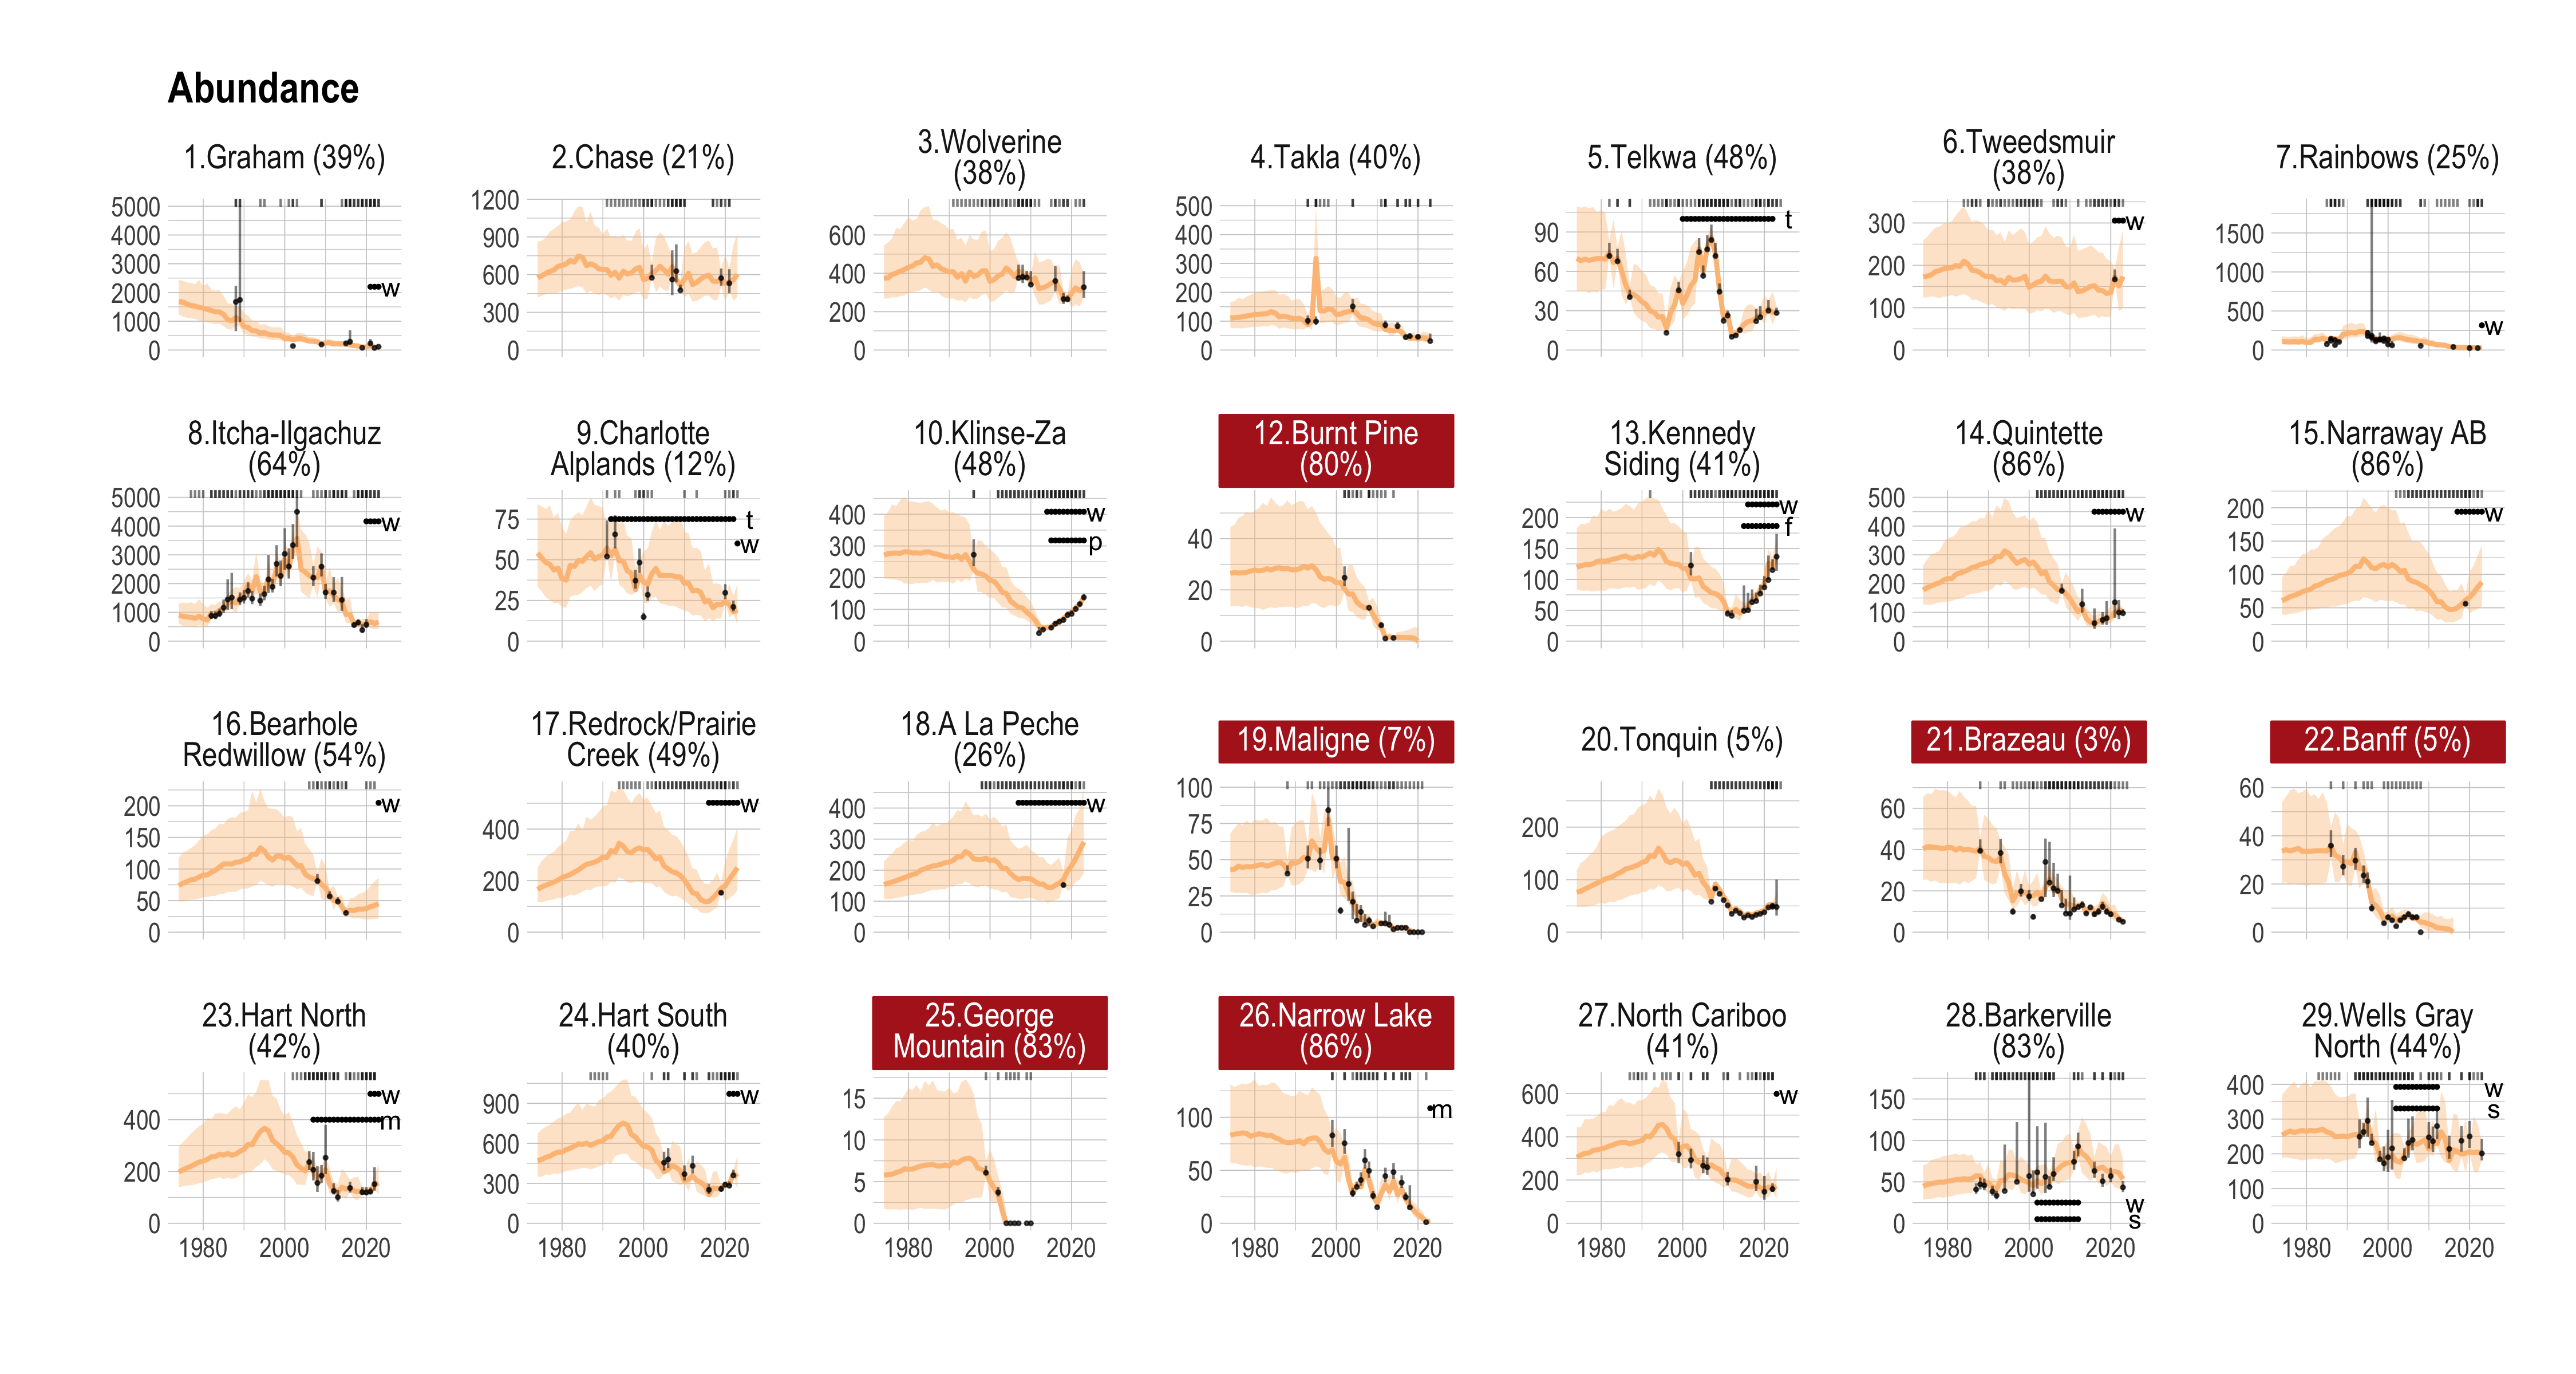 Abundance
1.Graham (39%)
2.Chase (21%)
3.Wolverine
(38%)
4.Takla (40%)
5.Telkwa (48%)
6.Tweedsmuir
(38%)
7.Rainbows (25%)
5000
4000
3000
2000
1000
0
w
1200
900
600
300
0
600
400
200
0
500
400
300
200
100
0
90
60
30
0
t
300
200
100
0
w
1500
1000
500
0
w
8.Itcha-Ilgachuz
(64%)
9.Charlotte
Alplands (12%)
10.Klinse-Za
(48%)
12.Burnt Pine
(80%)
13.Kennedy
Siding (41%)
14.Quintette
(86%)
15.Narraway AB
(86%)
5000
4000
3000
2000
1000
0
w
75
50
25
0
t
w
400
300
200
100
0
w
p
40
20
0
200
150
100
50
0
w
f
500
400
300
200
100
0
w
200
150
100
50
0
w
16.Bearhole
Redwillow (54%)
17.Redrock/Prairie
Creek (49%)
18.A La Peche
(26%)
19.Maligne (7%)
20.Tonquin (5%)
21.Brazeau (3%)
22.Banff (5%)
200
150
100
50
0
w
400
200
0
w
400
300
200
100
0
w
100
75
50
25
0
200
100
0
60
40
20
0
60
40
20
0
23.Hart North
(42%)
24.Hart South
(40%)
25.George
Mountain (83%)
26.Narrow Lake
(86%)
27.North Cariboo
(41%)
28.Barkerville
(83%)
29.Wells Gray
North (44%)
400
200
0
w
m
900
600
300
0
w
15
10
5
0
100
50
0
m
600
400
200
0
w
150
100
50
0
w
s
400
300
200
100
0
w
s
1980 2000 2020
1980 2000 2020
1980 2000 2020
1980 2000 2020
1980 2000 2020
1980 2000 2020
1980 2000 2020